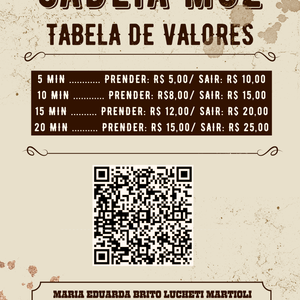 TABELA DE VALORES
5 MIN ........... PRENDER: R$ 5,00/ SAIR: R$ 10,00
10 MIN ............ PRENDER: R$8,00/ SAIR: R$ 15,00
15 MIN .......... PRENDER: R$ 12,00/ SAIR: R$ 20,00
20 MIN ......... PRENDER: R$ 15,00/ SAIR: R$ 25,00
MARIA EDUARDA BRITO LUCHETI MARTIOLI